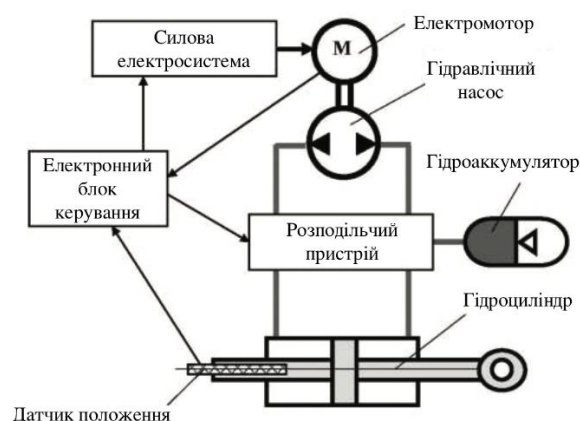 Силова
електросистема
М
Електромотор
Гідравлічний
насос
Електронний
блок
керування
Гідроаккумулятор
Розподільчий
пристрій
Гідроциліндр
Датчик положення